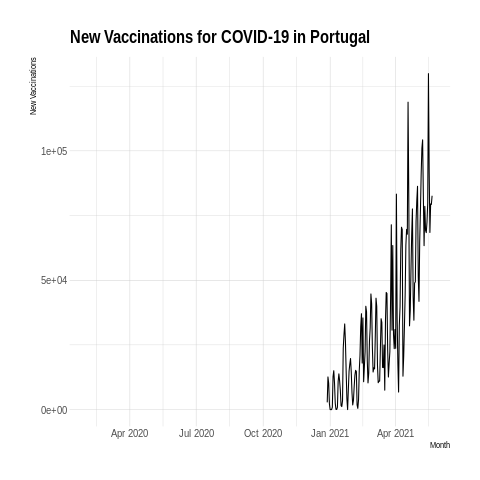 New Vaccinations for COVID-19 in Portugal
New Vaccinations
1e+05
5e+04
0e+00
Apr 2020 Jul 2020 Oct 2020 Jan 2021 Apr 2021
Month